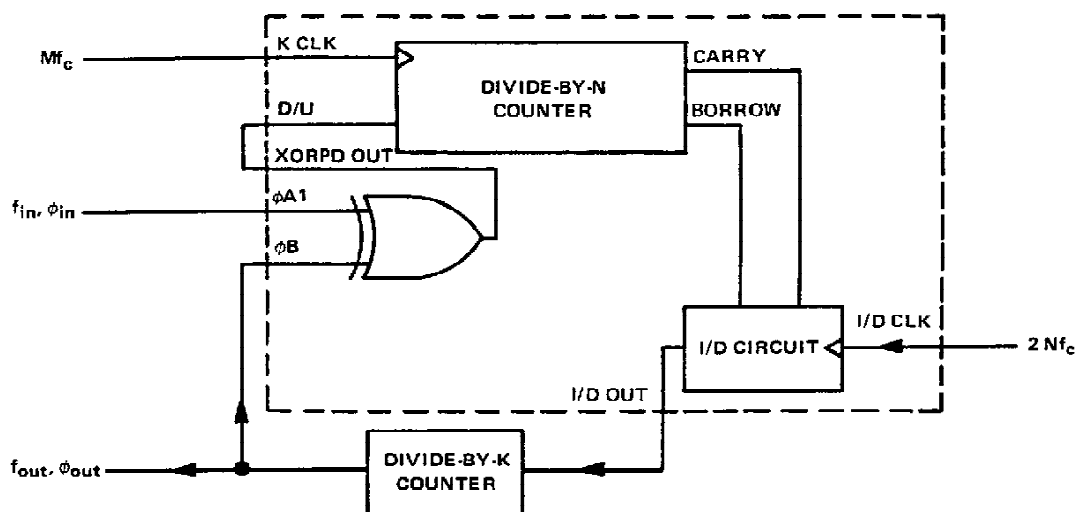 K CLK
Mfc
DIVIDE-BY-N
COUNTER
CARRY
BORROW
D/U
XORPD OUT
ϕA1
fin, ϕin
ϕB
I/D CIRCUIT
I/D CLK
2 Nfc
I/D OUT
fout, ϕout
DIVIDE-BY-K
COUNTER